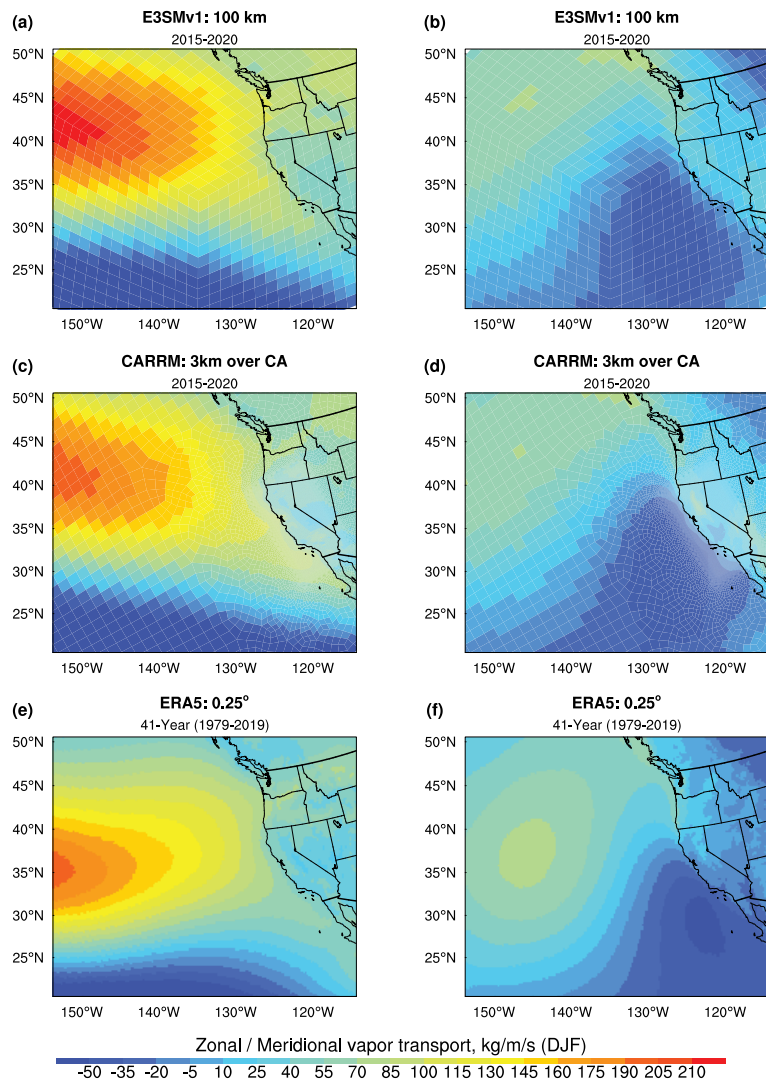 (a) E3SMv1: 100 km
2015-2020
50°N
45°N
40°N
35°N
30°N
25°N
150°W 140°W 130°W 120°W
(b) E3SMv1: 100 km
2015-2020
50°N
45°N
40°N
35°N
30°N
25°N
150°W 140°W 130°W 120°W
(c) CARRM: 3km over CA
2015-2020
50°N
45°N
40°N
35°N
30°N
25°N
150°W 140°W 130°W 120°W
(d) CARRM: 3km over CA
2015-2020
50°N
45°N
40°N
35°N
30°N
25°N
150°W 140°W 130°W 120°W
(e) ERA5: 0.25°
41-Year (1979-2019)
50°N
45°N
40°N
35°N
30°N
25°N
150°W 140°W 130°W 120°W
(f) ERA5: 0.25°
41-Year (1979-2019)
50°N
45°N
40°N
35°N
30°N
25°N
150°W 140°W 130°W 120°W
Zonal / Meridional vapor transport, kg/m/s (DJF)
-50 -35 -20 -5 10 25 40 55 70 85 100 115 130 145 160 175 190 205 210